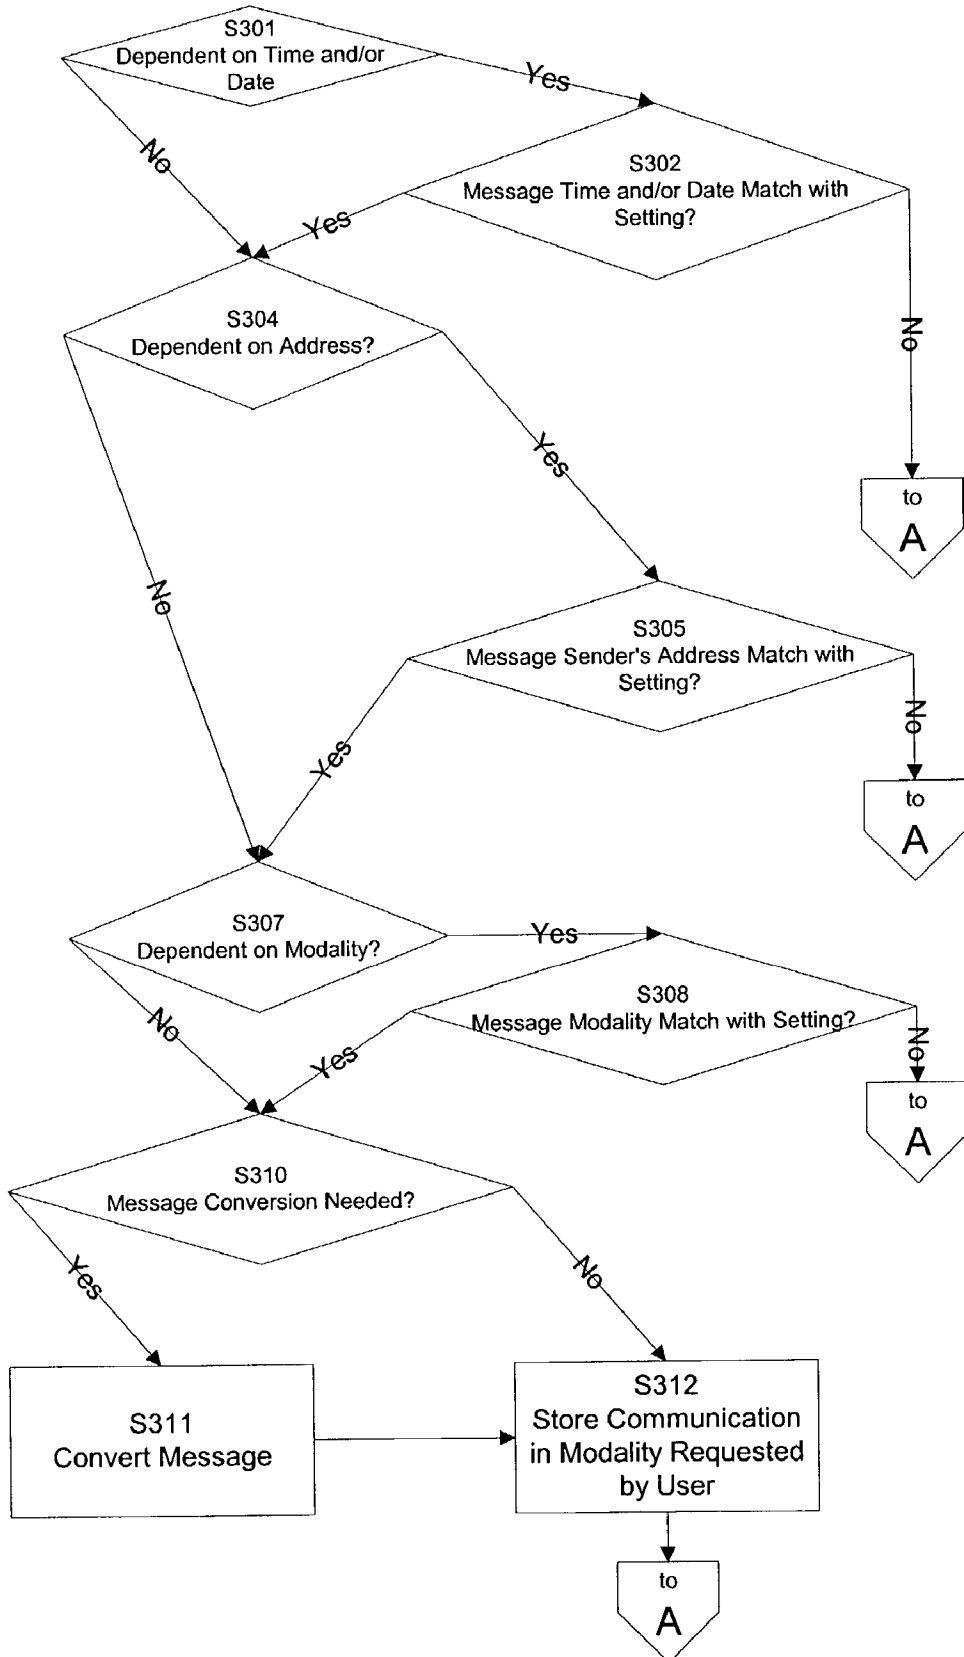 S301
Dependent on Time and/or
Date
Yes
No
S302
Message Time and/or Date Match with
Setting?
Yes
No
S304
Dependent on Address?
Yes
No
to
A
S305
Message Sender's Address Match with
Setting?
Yes
No
to
A
S307
Dependent on Modality?
Yes
No
S308
Message Modality Match with Setting?
Yes
No
to
A
S310
Message Conversion Needed?
Yes
No
S311
Convert Message
S312
Store Communication
in Modality Requested
by User
to
A